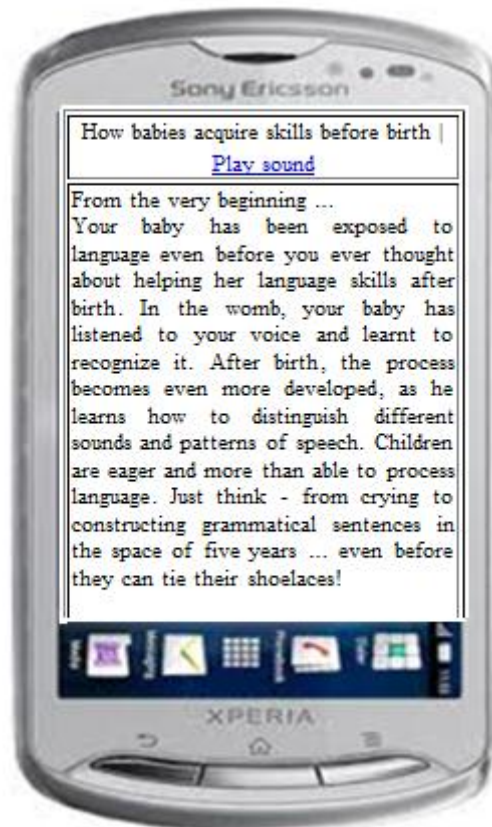 Sony Ericsson
How babies acquire skills before birth |
Play sound
From the very beginning ...
Your baby has been exposed to
language even before you ever thought
about helping her language skills after
birth. In the womb, your baby has
listened to your voice and learnt to
recognize it. After birth, the process
becomes even more developed, as he
learns how to distinguish different
sounds and patterns of speech. Children
are eager and more than able to process
language. Just think - from crying to
constructing grammatical sentences in
the space of five years ... even before
they can tie their shoelaces!
XPERIA